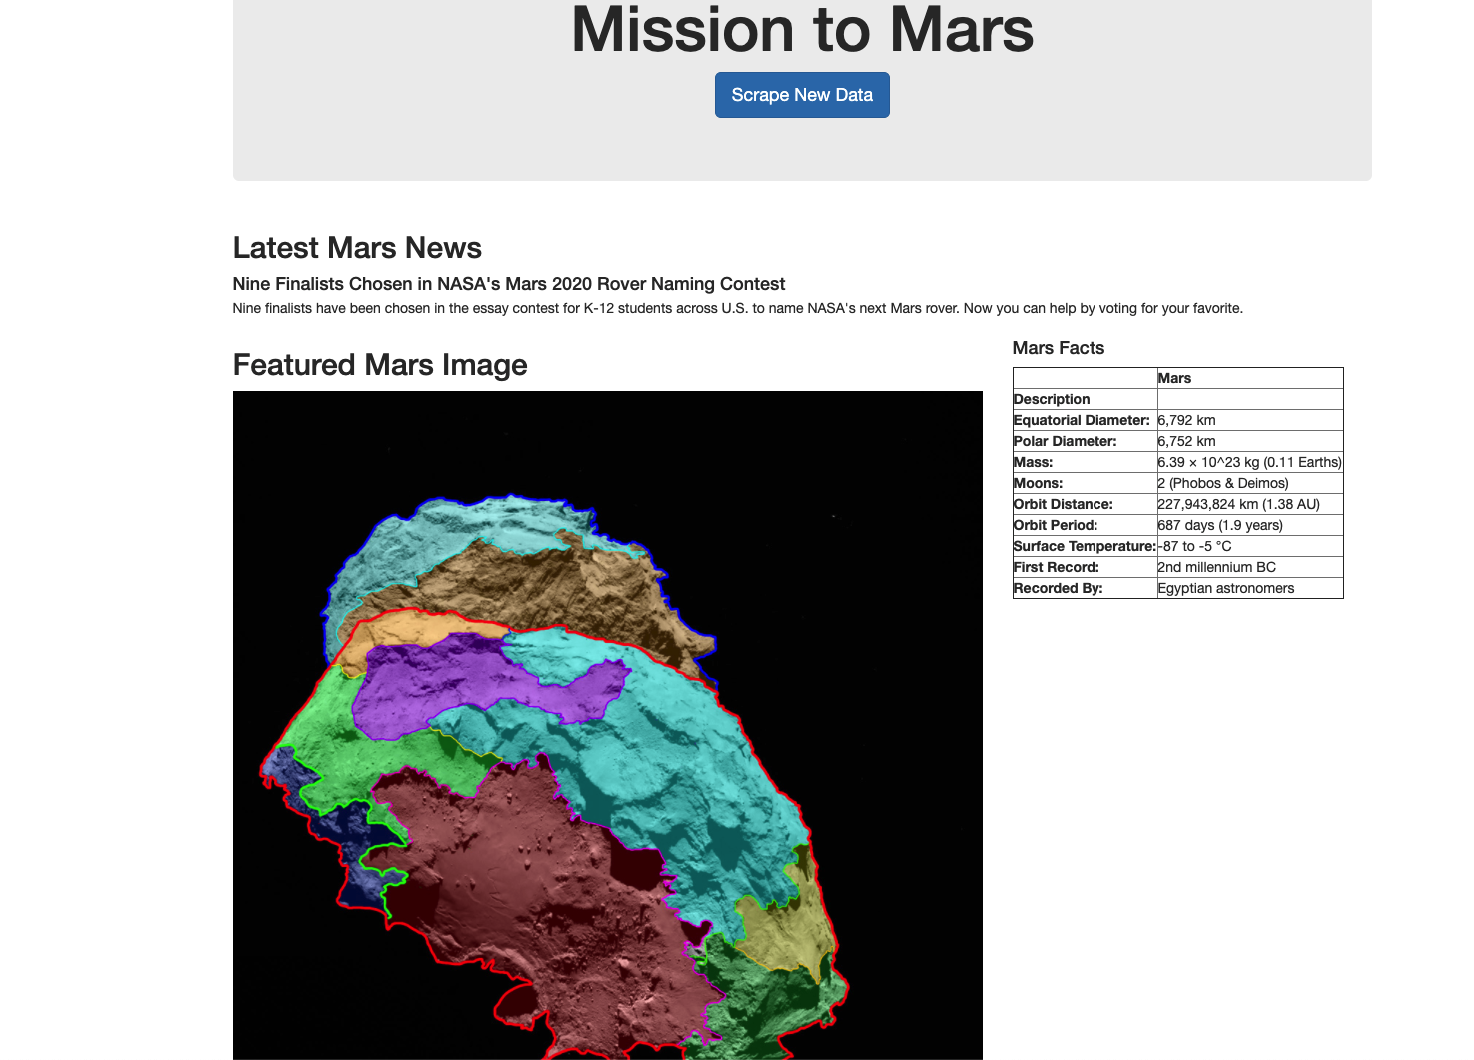 Mission to Mars
Scrape New Data
Latest Mars News
Nine Finalists Chosen in NASA's Mars 2020 Rover Naming Contest
Nine finalists have been chosen in the essay contest for K-12 students across U.S. to name NASA's next Mars rover. Now you can help by voting for your favorite.
Featured Mars Image
Mars Facts
Mars
Description
Equatorial Diameter: 6,792 km
Polar Diameter: 6,752 km
Mass: 6.39 × 10^23 kg (0.11 Earths)
Moons: 2 (Phobos & Deimos)
Orbit Distance: 227,943,824 km (1.38 AU)
Orbit Period: 687 days (1.9 years)
Surface Temperature: -87 to -5 °C
First Record: 2nd millennium BC
Recorded By: Egyptian astronomers